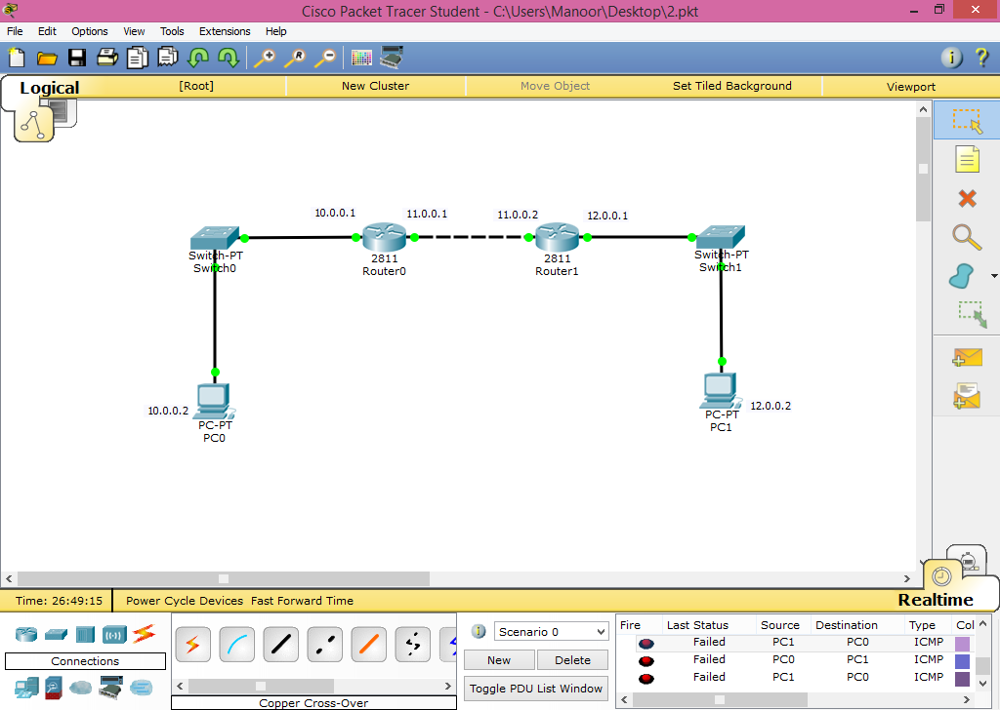 Cisco Packet Tracer Student - C:\Users\Manoor\Desktop\2.pkt
File Edit Options View Tools Extensions Help
Logical [Root] New Cluster Move Object Set Tiled Background Viewport
10.0.0.1 11.0.0.1 11.0.0.2 12.0.0.1
Switch-PT
Switch0
2811
Router0
2811
Router1
Switch-PT
Switch1
10.0.0.2
PC-PT
PC0
12.0.0.2
PC-PT
PC1
Time: 26:49:15 Power Cycle Devices Fast Forward Time Realtime
Connections
Copper Cross-Over
Scenario 0
New Delete
Toggle PDU List Window
Fire Last Status Source Destination Type Col
Failed PC1 PC0 ICMP
Failed PC0 PC1 ICMP
Failed PC1 PC0 ICMP